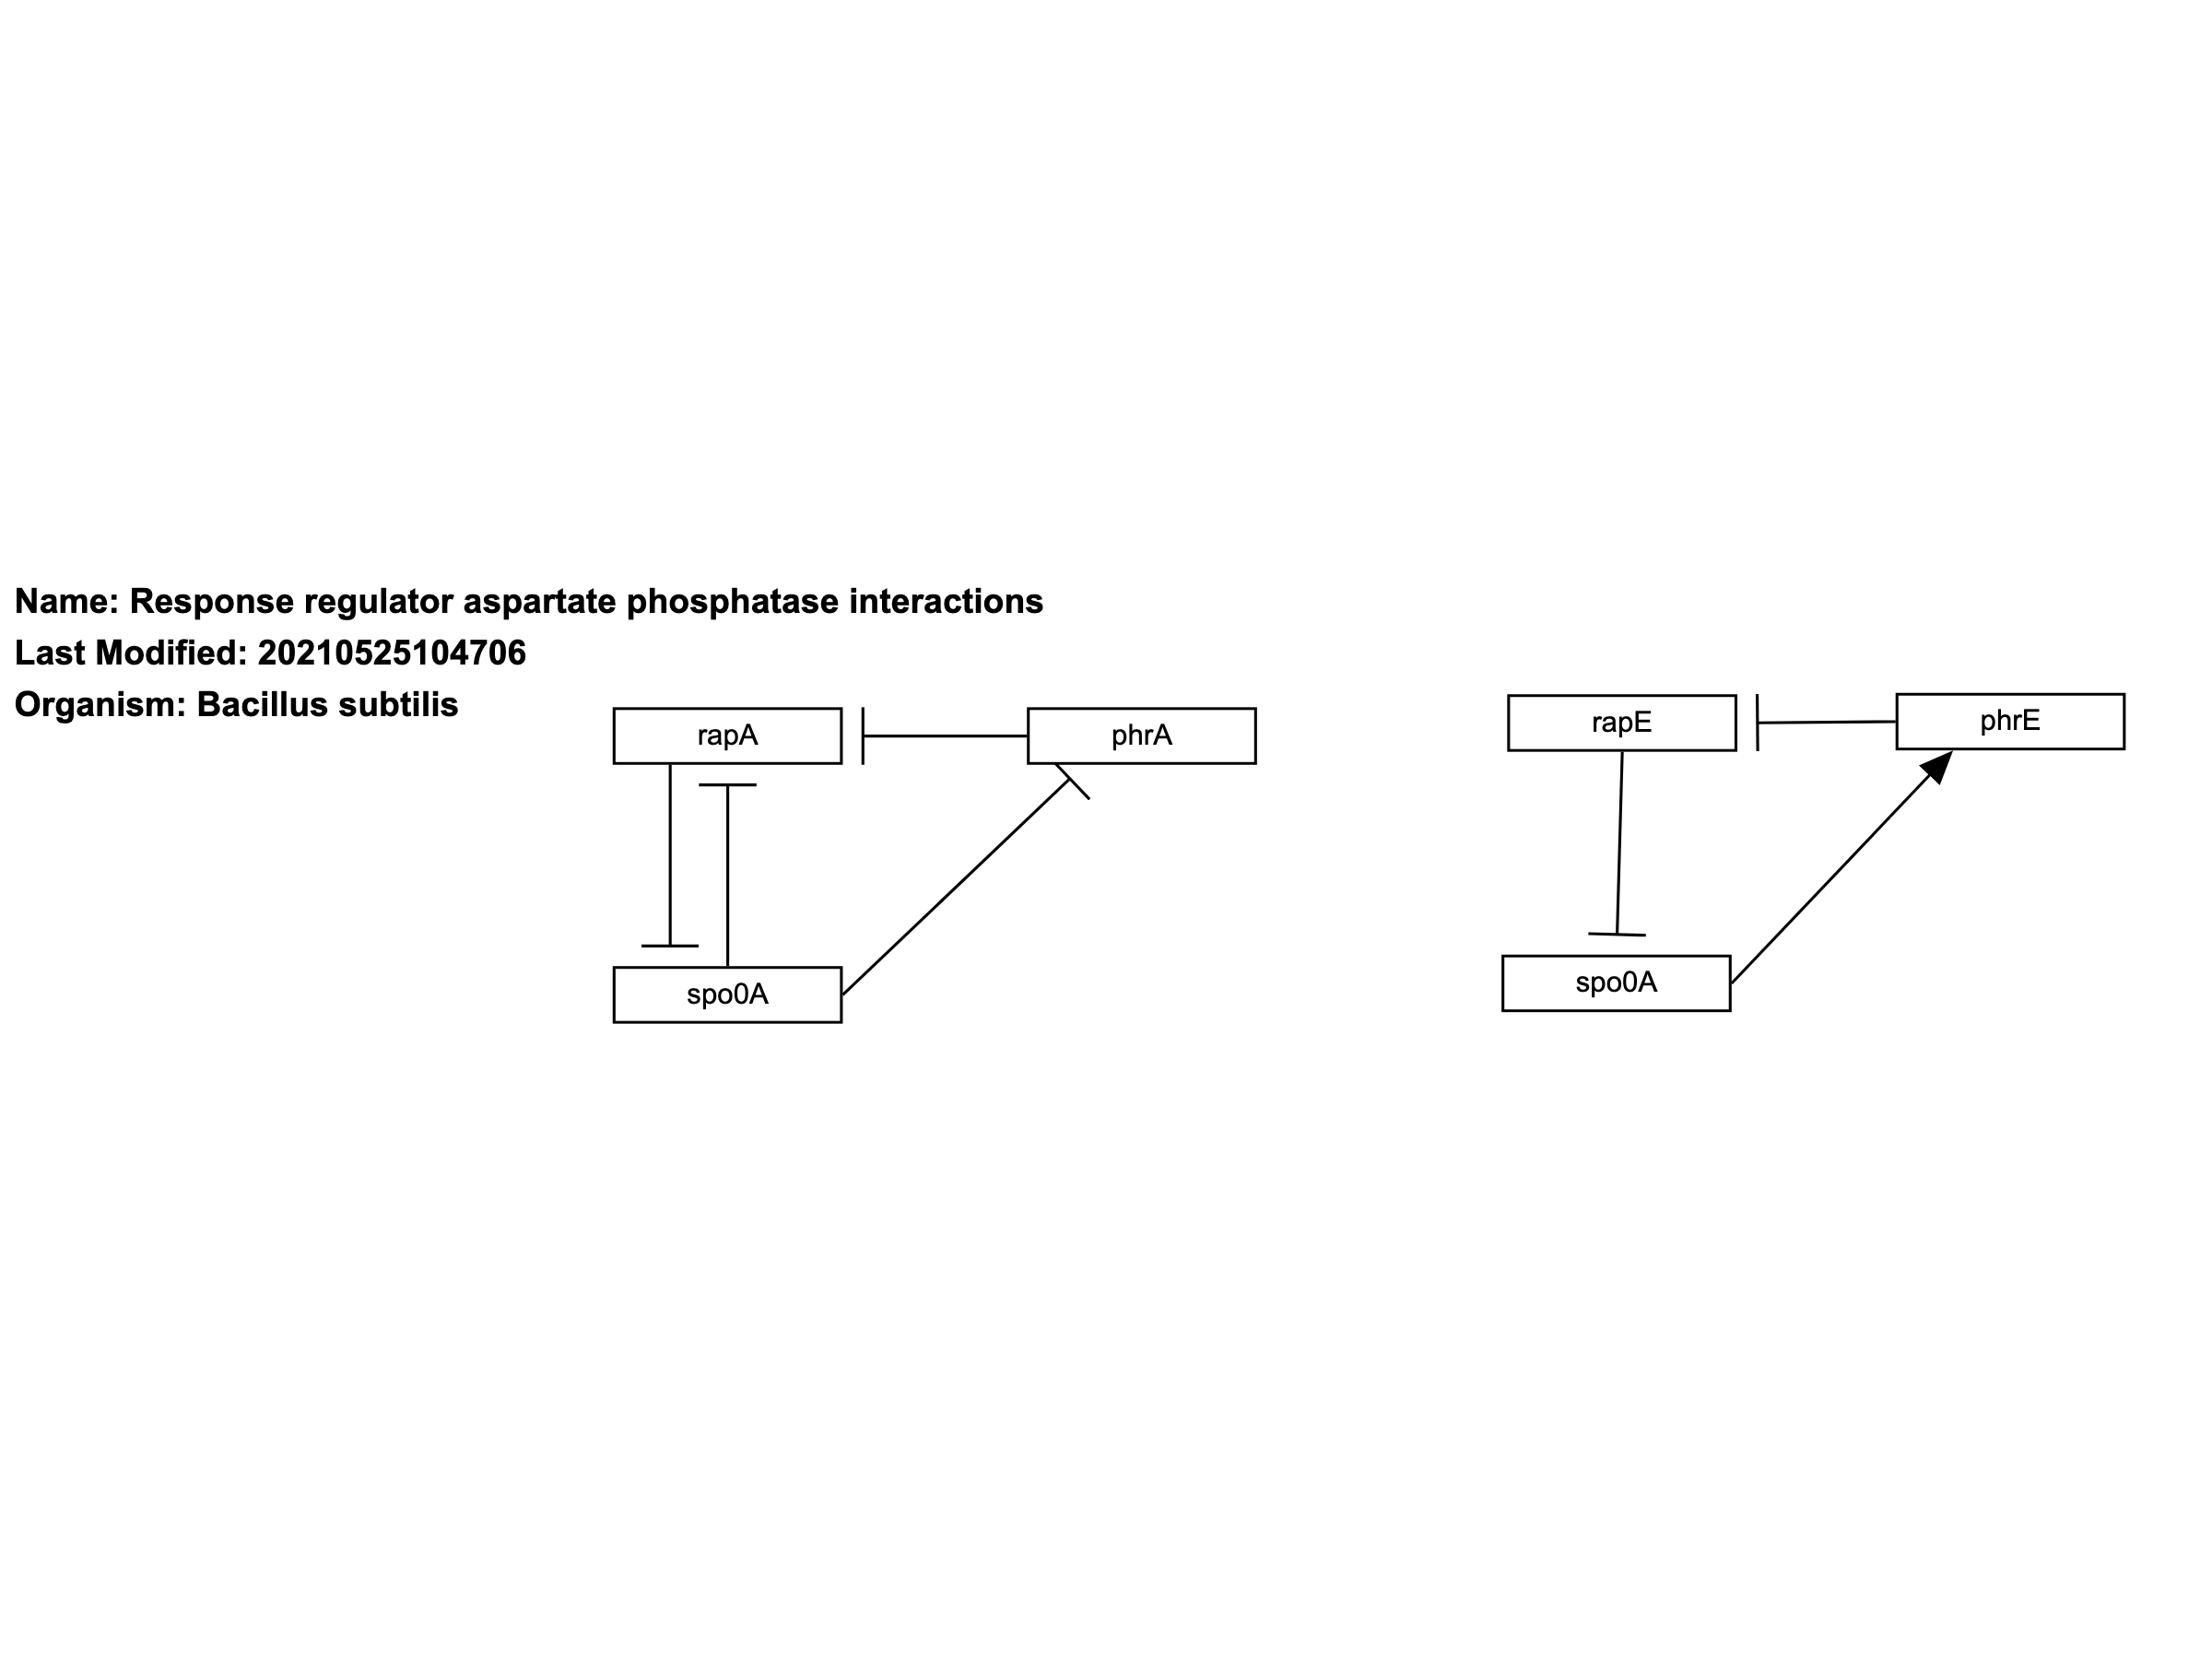 Name: Response regulator aspartate phosphatase interactions
Last Modified: 20210525104706
Organism: Bacillus subtilis
rapA
phrA
rapE
phrE
spo0A
spo0A